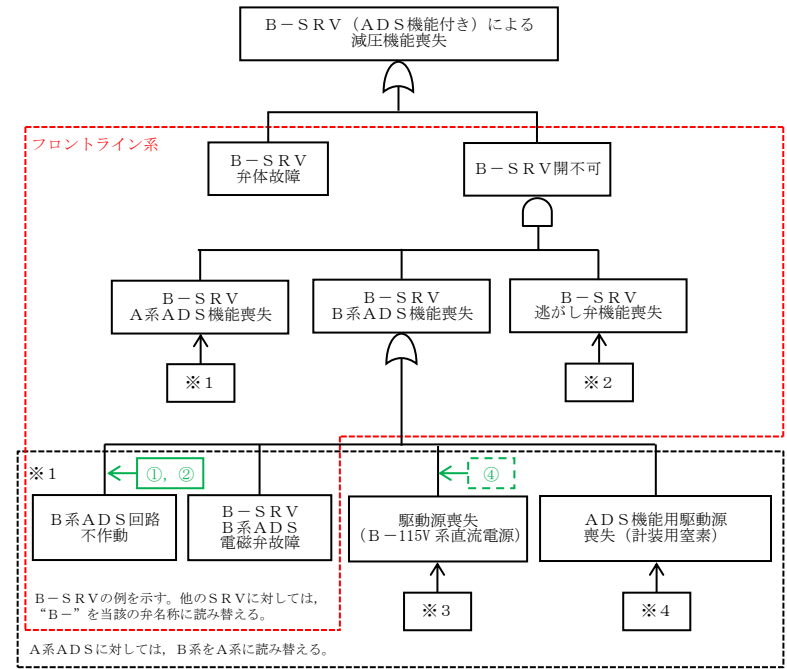 B-SRV（ADS機能付き）による
減圧機能喪失
フロントライン系
B-SRV
弁体故障
B-SRV開不可
B-SRV
A系ADS機能喪失
B-SRV
B系ADS機能喪失
B-SRV
逃がし弁機能喪失
※1
※2
※1
①，②
④
B系ADS回路
不作動
B-SRV
B系ADS
電磁弁故障
駆動源喪失
（B-115V 系直流電源）
ADS機能用駆動源
喪失（計装用窒素）
B-SRVの例を示す。他のSRVに対しては，
“B-”を当該の弁名称に読み替える。
※3
※4
A系ADSに対しては，B系をA系に読み替える。